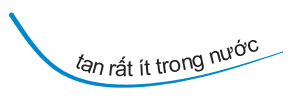 tan rất ít trong nước